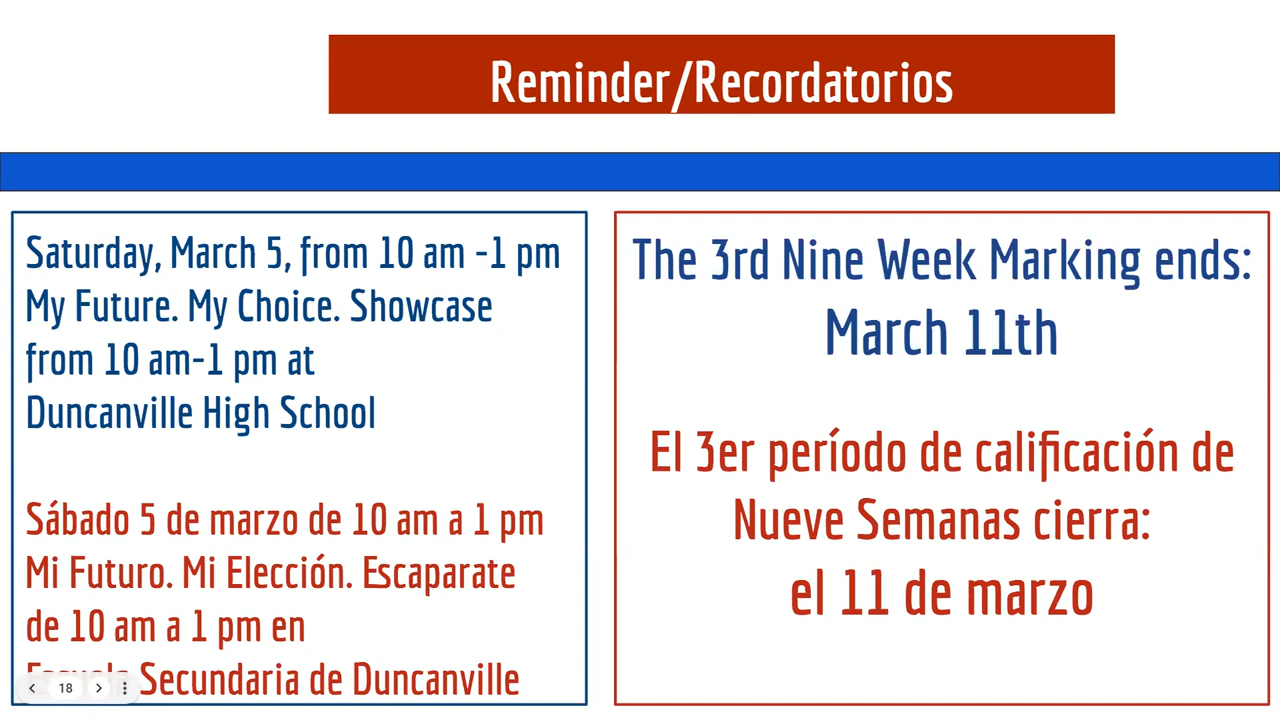 Reminder/Recordatorios
Saturday, March 5, from 10 am -1 pm
My Future. My Choice. Showcase
from 10 am-1 pm at
Duncanville High School
Sábado 5 de marzo de 10 am a 1 pm
Mi Futuro. Mi Elección. Escaparate
de 10 am a 1 pm en
Secundaria de Duncanville
The 3rd Nine Week Marking ends:
March 11th
El 3er período de calificación de
Nueve Semanas cierra:
el 11 de marzo
18